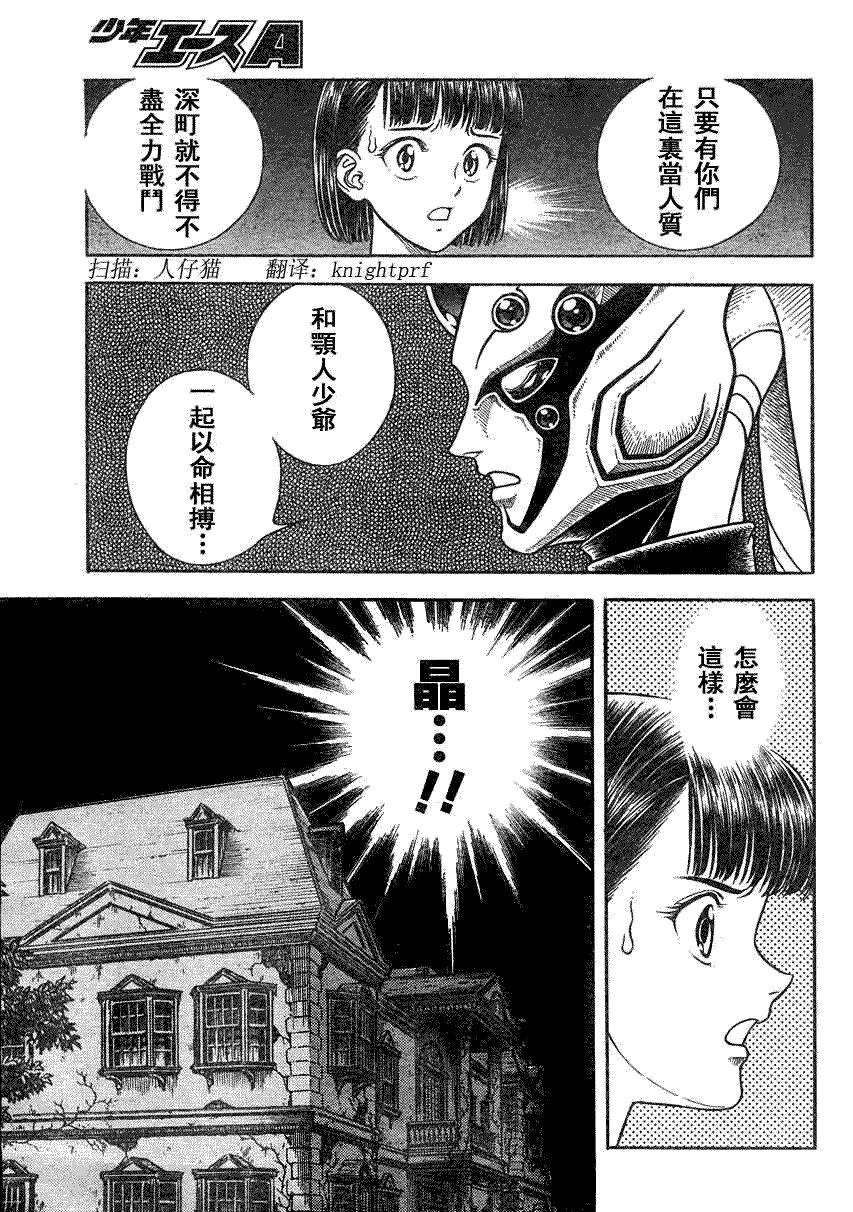 少年エースA
只要有你們
在這裏當人質
深町就不得不
盡全力戰鬥
扫描：人仔猫 翻译：knightprf
和顎人少爺
一起以命相搏…
怎麼會
這樣…
晶…!!